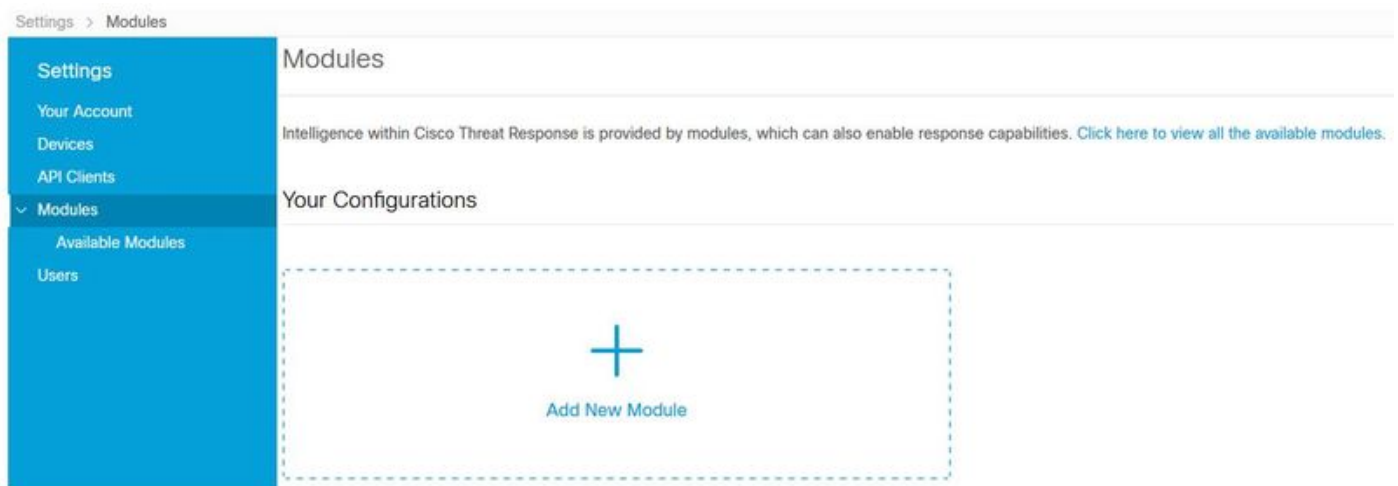 Settings > Modules
Settings
Your Account
Devices
API Clients
Modules
Available Modules
Users
Modules
Intelligence within Cisco Threat Response is provided by modules, which can also enable response capabilities. Click here to view all the available modules.
Your Configurations
Add New Module